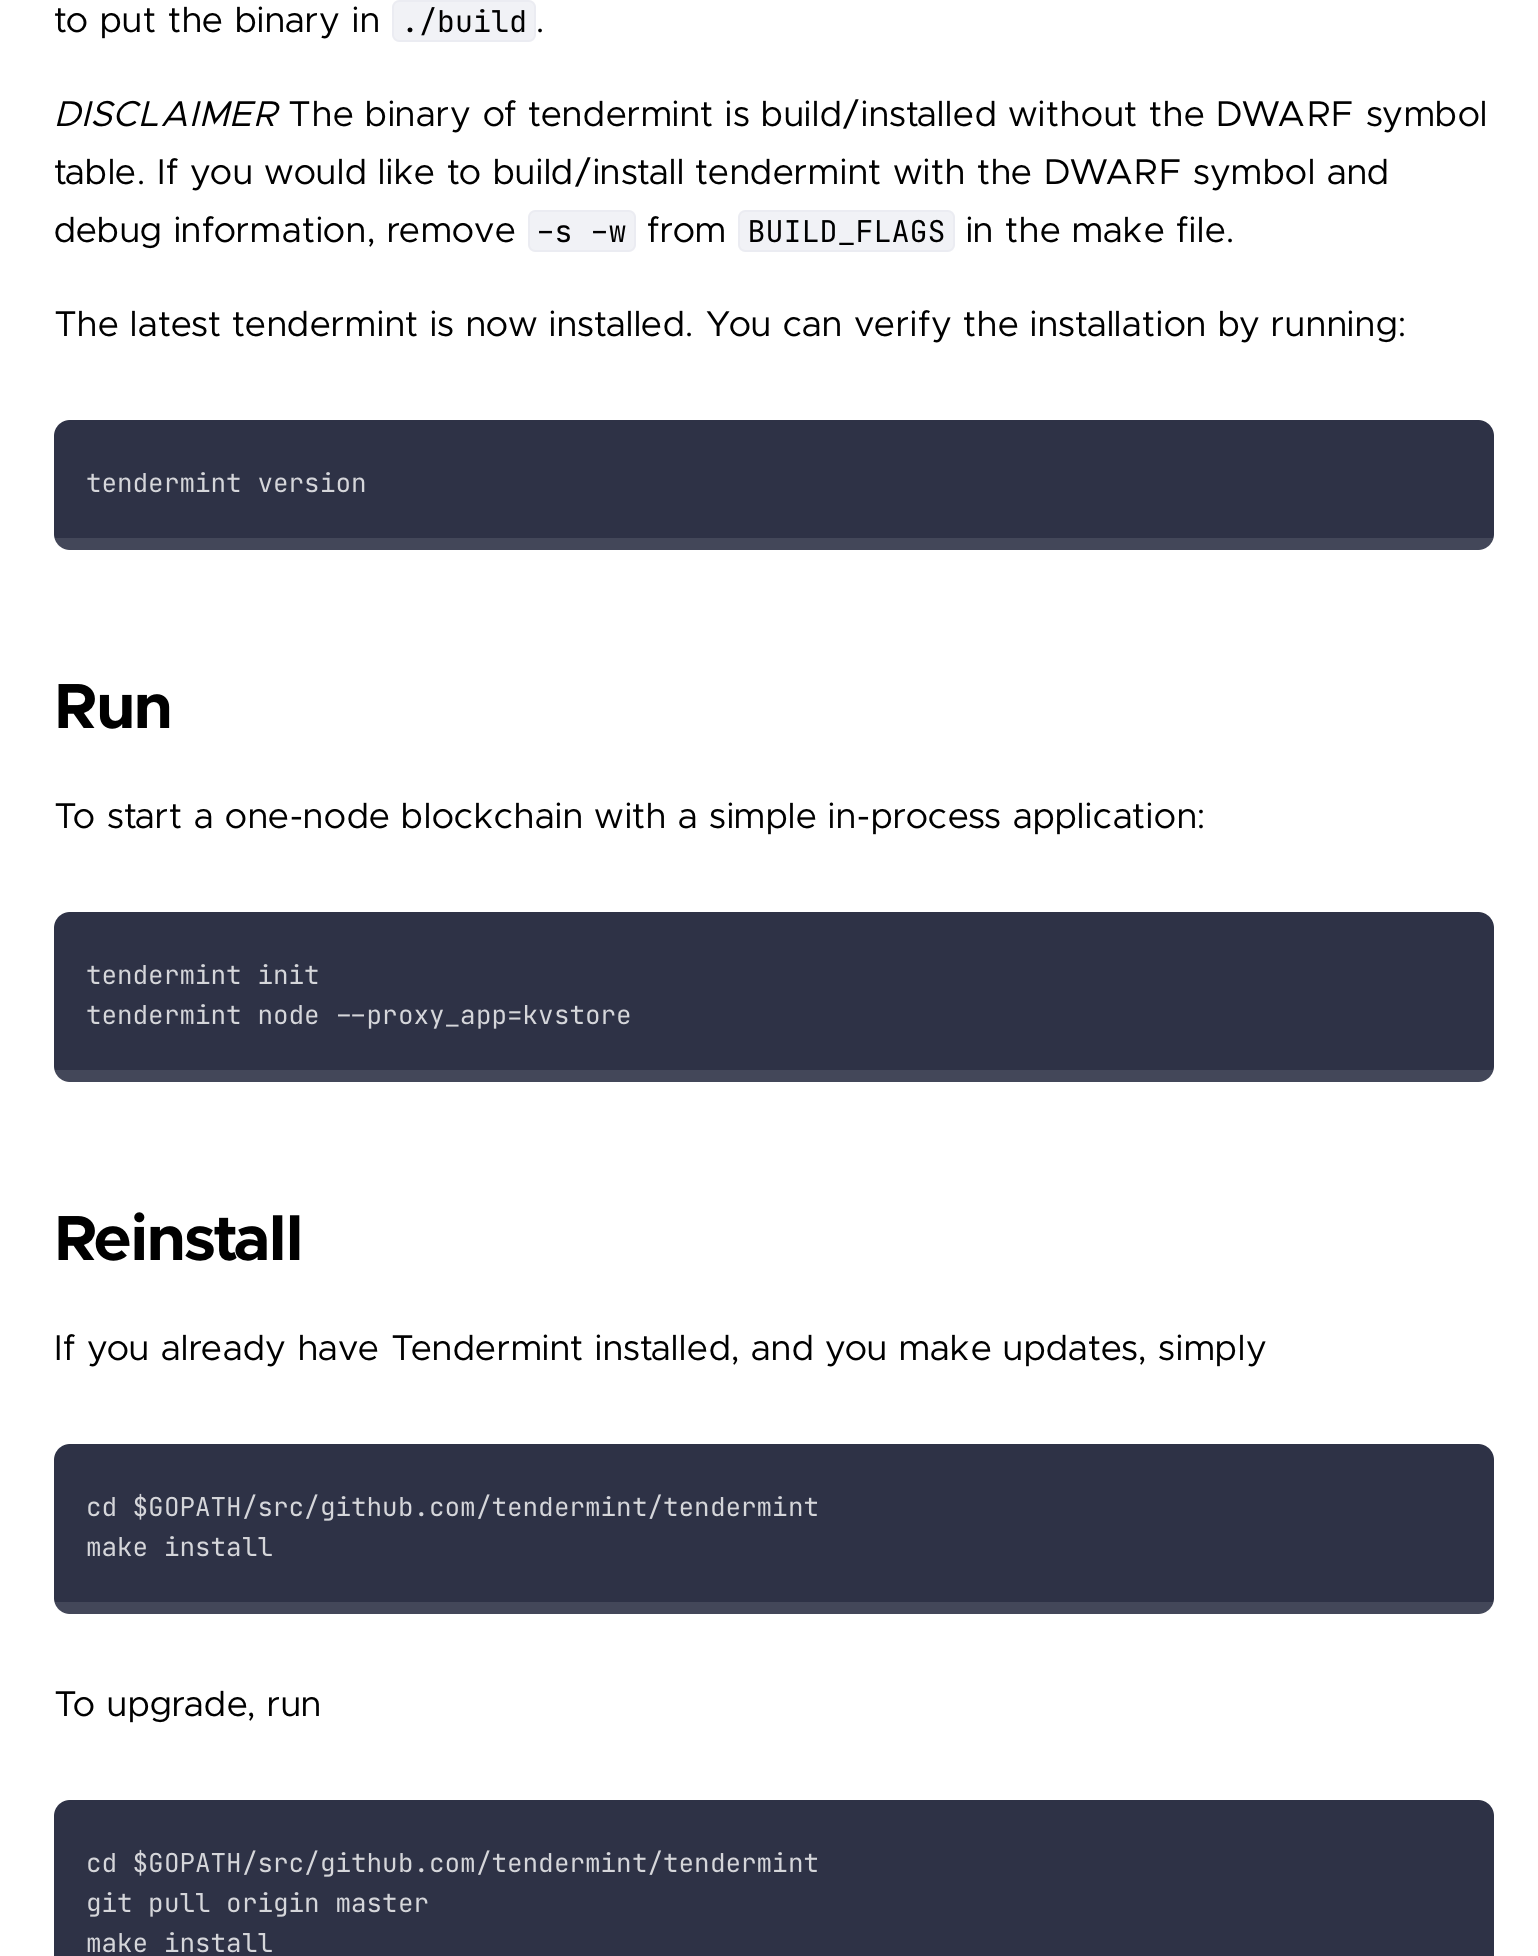 to put the binary in ./build.
DISCLAIMER The binary of tendermint is build/installed without the DWARF symbol
table. If you would like to build/install tendermint with the DWARF symbol and
debug information, remove -s -w from BUILD_FLAGS in the make file.
The latest tendermint is now installed. You can verify the installation by running:
tendermint version
Run
To start a one-node blockchain with a simple in-process application:
tendermint init
tendermint node --proxy_app=kvstore
Reinstall
If you already have Tendermint installed, and you make updates, simply
cd $GOPATH/src/github.com/tendermint/tendermint
make install
To upgrade, run
cd $GOPATH/src/github.com/tendermint/tendermint
git pull origin master
make install